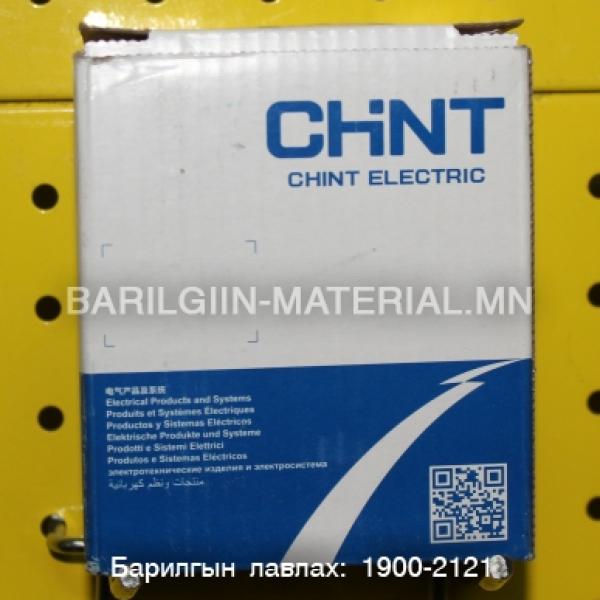 CHINT
CHINT ELECTRIC
BARILGIIN-MATERIAL.MN
电气产品及系统
Electrical Products and Systems
Produits et Systèmes Électriques
Productos y Sistemas Eléctricos
Elektrische Produkte und Systeme
Prodotti e Sistemi Elettrici
Produtos e Sistemas Eléctricos
электротехнические изделия и электросистема
منتجات ونظم كهربائية
Барилгын лавлах: 1900-2121